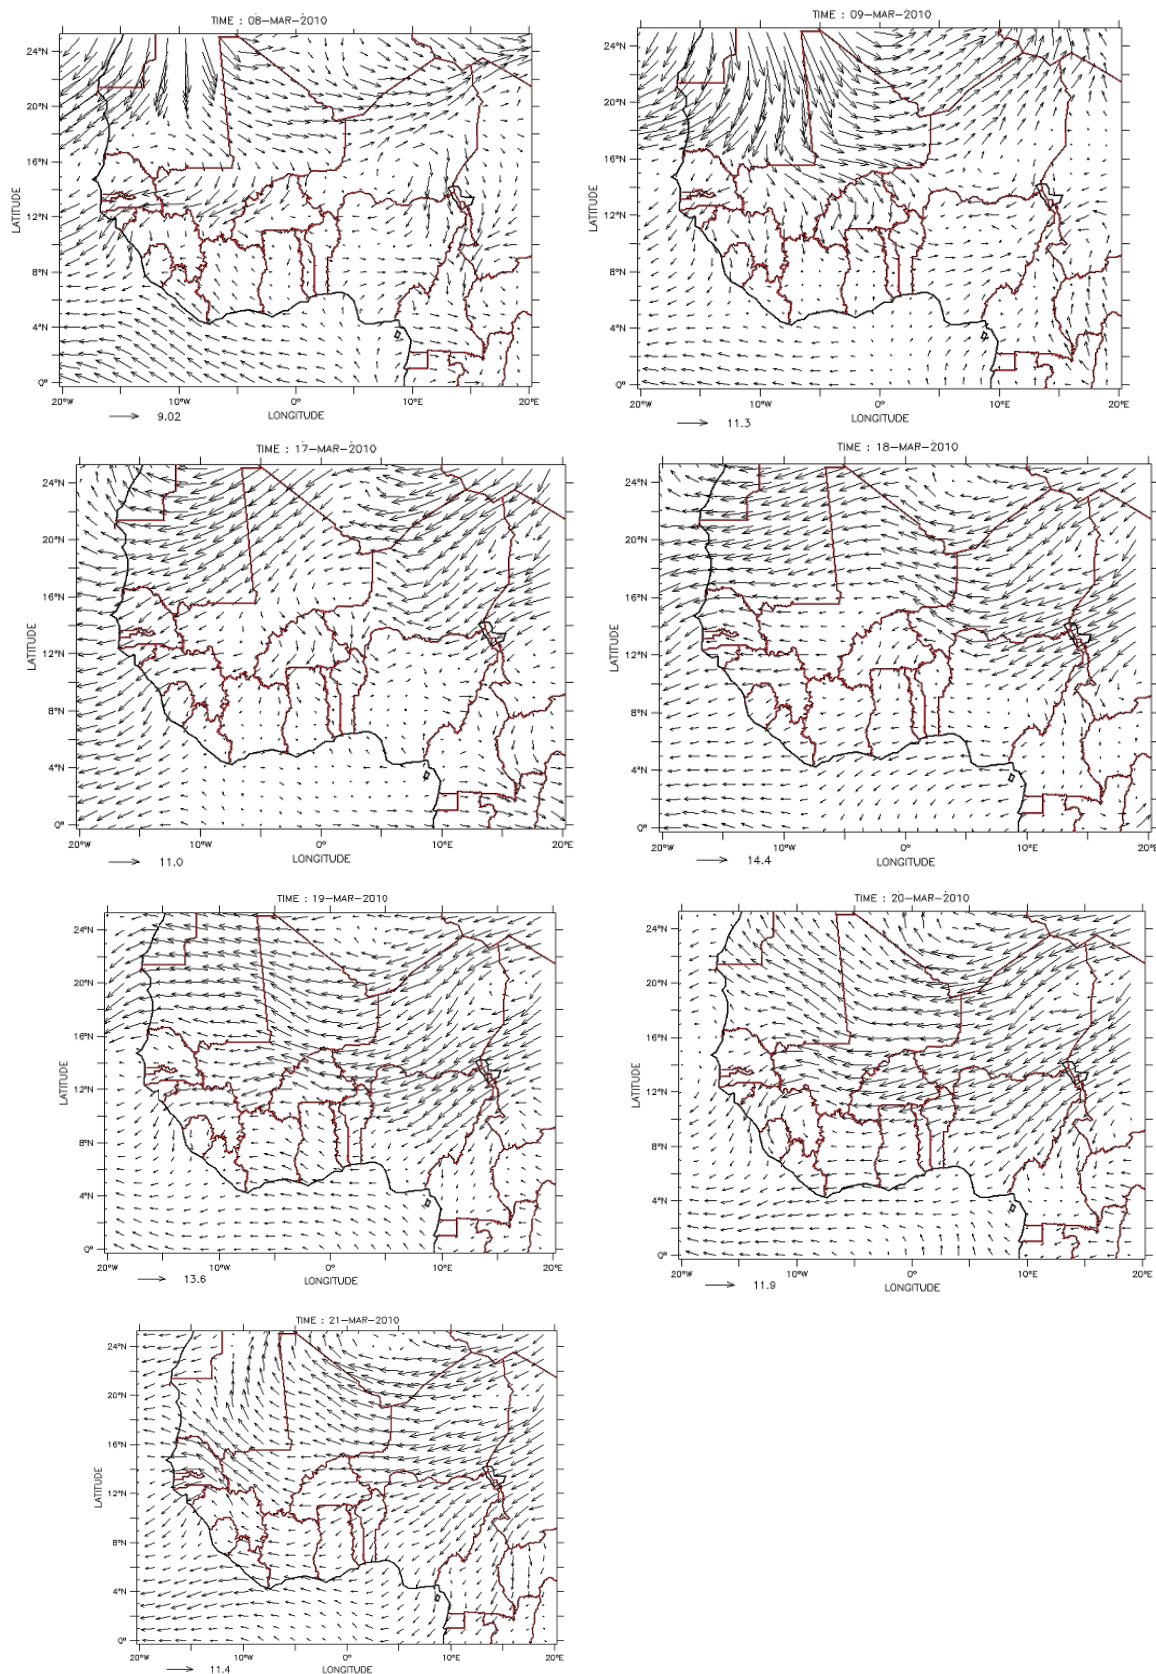 TIME : 08-MAR-2010
24°N
20°N
16°N
12°N
8°N
4°N
0°
LATITUDE
20°W 10°W 0° 10°E 20°E
9.02 LONGITUDE
TIME : 09-MAR-2010
24°N
20°N
16°N
12°N
8°N
4°N
0°
LATITUDE
20°W 10°W 0° 10°E 20°E
LONGITUDE
11.3
TIME : 17-MAR-2010
24°N
20°N
16°N
12°N
8°N
4°N
0°
LATITUDE
20°W 10°W 0° 10°E 20°E
11.0 LONGITUDE
TIME : 18-MAR-2010
24°N
20°N
16°N
12°N
8°N
4°N
0°
LATITUDE
20°W 10°W 0° 10°E 20°E
14.4 LONGITUDE
TIME : 19-MAR-2010
24°N
20°N
16°N
12°N
8°N
4°N
0°
LATITUDE
20°W 10°W 0° 10°E 20°E
13.6 LONGITUDE
TIME : 20-MAR-2010
24°N
20°N
16°N
12°N
8°N
4°N
0°
LATITUDE
20°W 10°W 0° 10°E 20°E
11.9 LONGITUDE
TIME : 21-MAR-2010
24°N
20°N
16°N
12°N
8°N
4°N
0°
LATITUDE
20°W 10°W 0° 10°E 20°E
LONGITUDE
11.4